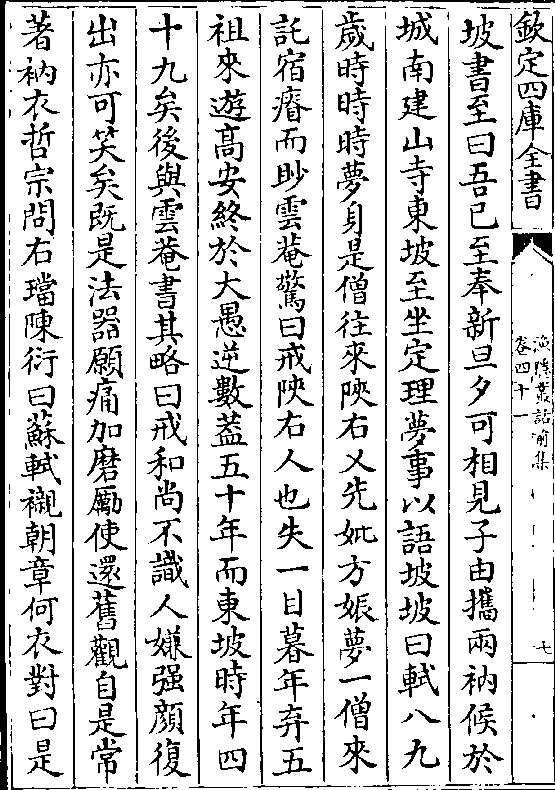 坡書至曰吾已至奉新旦夕可相見子由攜兩衲候於
城南建山寺東坡至坐定理夢事以語坡坡曰軾八九
歲時時時夢身是僧往來陝右又先妣方娠夢一僧來
託宿瘠而眇雲菴驚曰戒陝右人也失一目暮年弃五
祖來遊高安終於大愚逆數蓋五十年而東坡時年四
十九矣後與雲菴書其略曰戒和尚不識人嫌强顔復
出亦可笑矣既是法器願痛加磨勵使還舊觀自是常
著衲衣哲宗問右璫陳衍曰蘇軾襯朝章何衣對曰是
欽定四庫全書
漁隱叢話前集
卷四十一
七